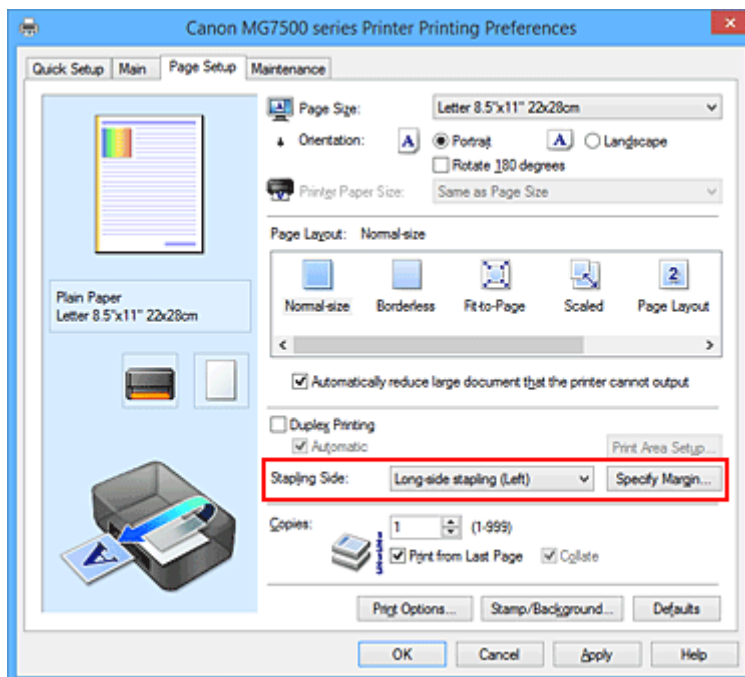 Canon MG7500 series Printer Printing Preferences
Quick Setup Main Page Setup Maintenance
Page Size: Letter 8.5"x11" 22x28cm
Orientation: A Portrait A Landscape
Rotate 180 degrees
Printer Paper Size: Same as Page Size
Page Layout: Normal-size
2
Normal-size Borderless Fit-to-Page Scaled Page Layout
Plain Paper
Letter 8.5"x11" 22x28cm
Automatically reduce large document that the printer cannot output
Duplex Printing
Automatic Print Area Setup...
Stapling Side: Long-side stapling (Left) Specify Margin...
Copies: 1 (1-999)
Print from Last Page Collate
Print Options... Stamp/Background... Defaults
OK Cancel Apply Help